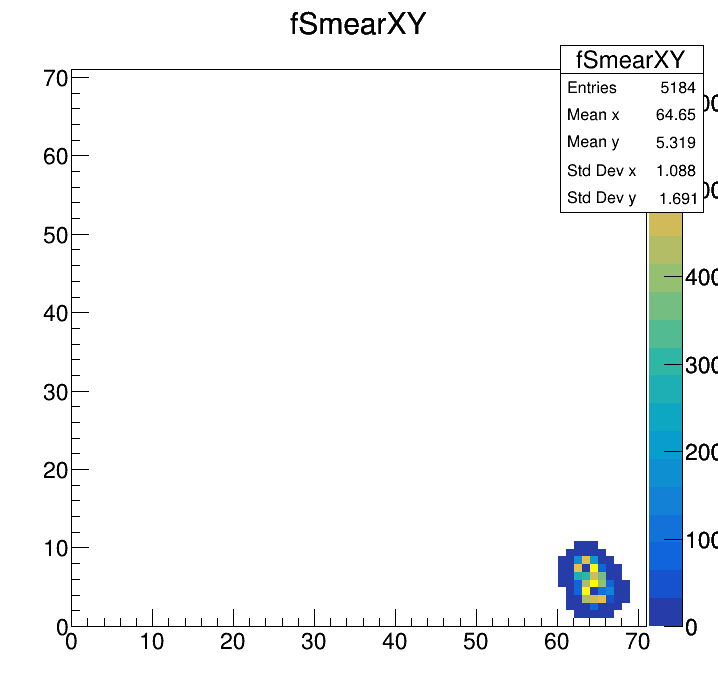 fSmearXY
fSmearXY
Entries 5184
Mean x 64.65
Mean y 5.319
Std Dev x 1.088
Std Dev y 1.691
70
60
50
40
30
20
10
0
0 10 20 30 40 50 60 70
400
300
200
100
0